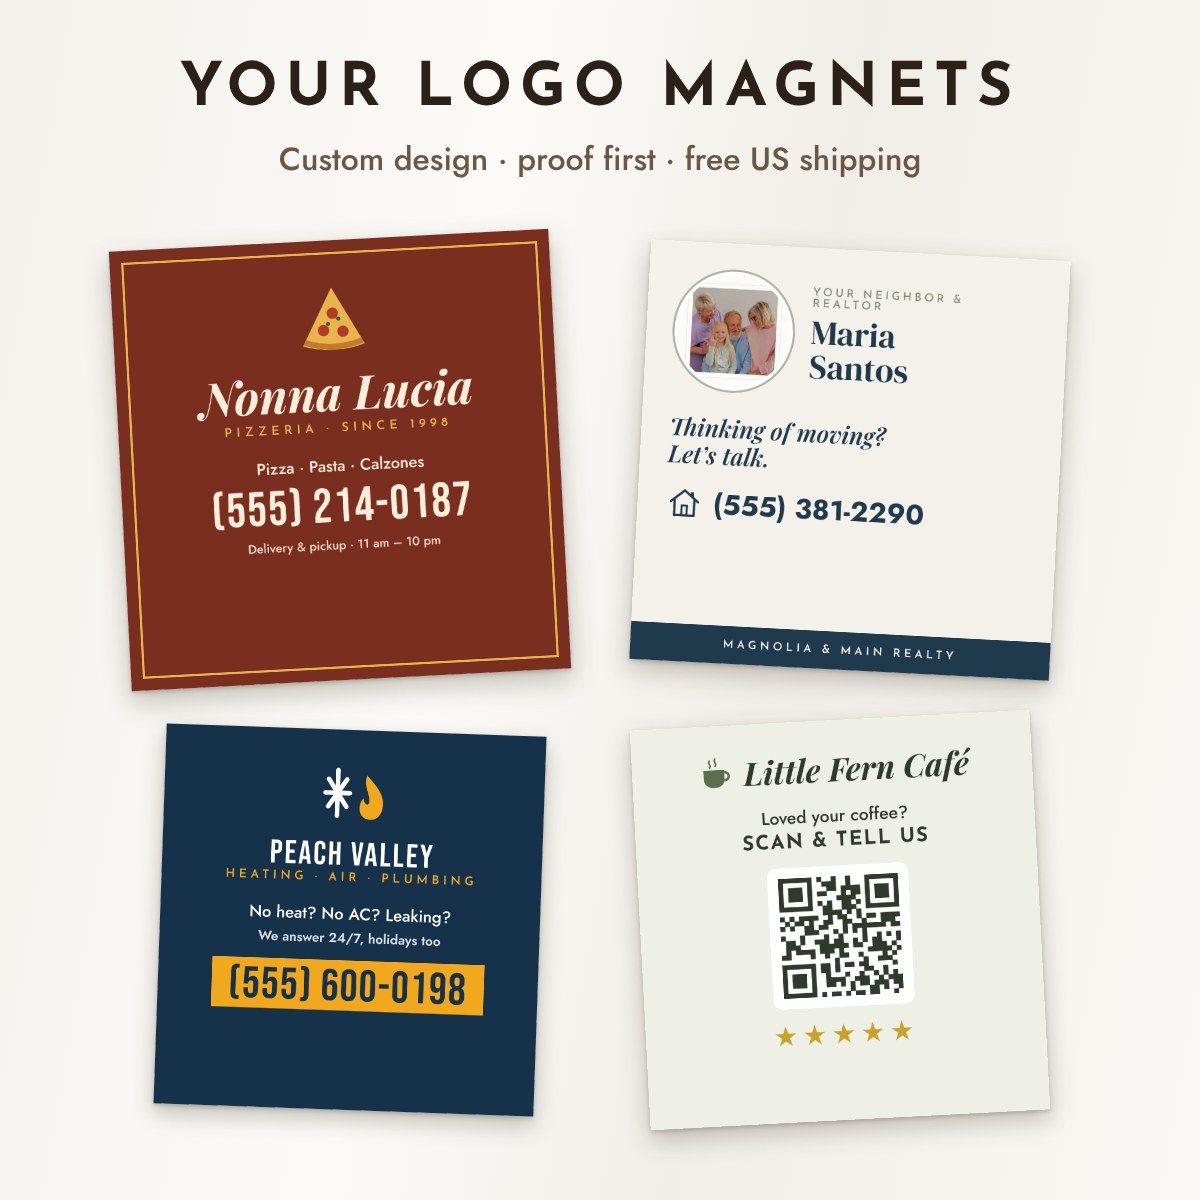 YOUR LOGO MAGNETS
Custom design · proof first · free US shipping
Nonna Lucia
PIZZERIA · SINCE 1998
Pizza · Pasta · Calzones
(555) 214-0187
Delivery & pickup · 11 am – 10 pm
YOUR NEIGHBOR &
REALTOR
Maria
Santos
Thinking of moving?
Let’s talk.
(555) 381-2290
MAGNOLIA & MAIN REALTY
PEACH VALLEY
HEATING · AIR · PLUMBING
No heat? No AC? Leaking?
We answer 24/7, holidays too
(555) 600-0198
Little Fern Café
Loved your coffee?
SCAN & TELL US